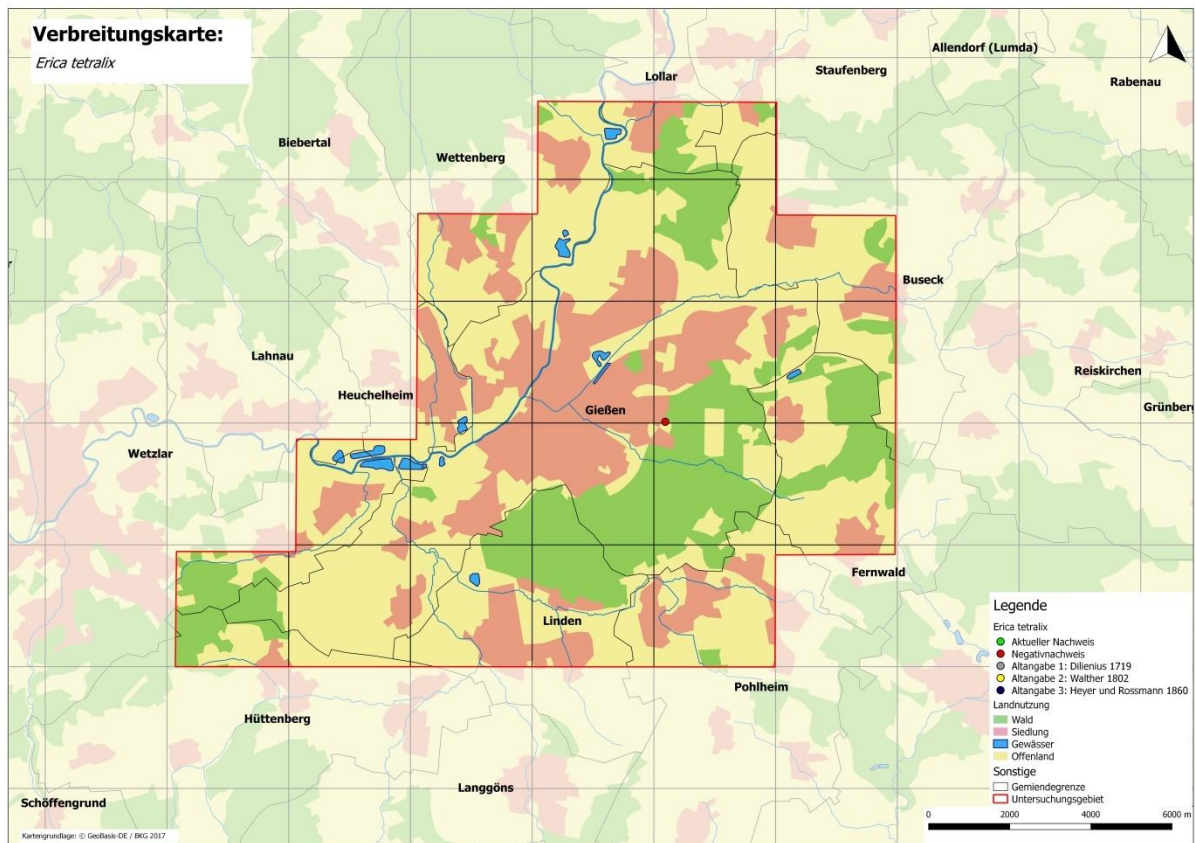 Verbreitungskarte:
Erica tetralix
Allendorf (Lumda)
Staufenberg
Lollar
Rabenau
Biebertal
Wettenberg
Buseck
Lahnau
Reiskirchen
Heuchelheim
Grünberg
Gießen
Wetzlar
Fernwald
Linden
Pohlheim
Hüttenberg
Langgöns
Schöffengrund
Legende
Erica tetralix
Aktueller Nachweis
Negativnachweis
Altangabe 1: Dilienius 1719
Altangabe 2: Walther 1802
Altangabe 3: Heyer und Rossmann 1860
Landnutzung
Wald
Siedlung
Gewässer
Offenland
Sonstige
Gemiendegrenze
Untersuchungsgebiet
0 2000 4000 6000 m
Kartengrundlage: © GeoBasis-DE / BKG 2017